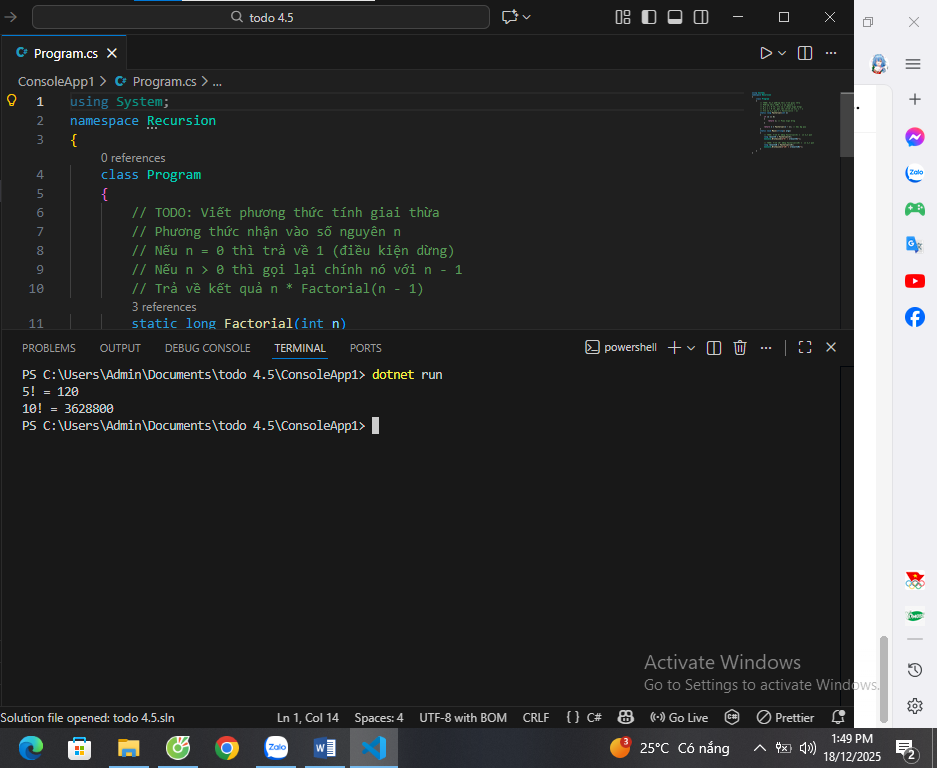 todo 4.5
Program.cs
ConsoleApp1 > Program.cs > ...
1 using System;
2 namespace Recursion
3 {
0 references
4 class Program
5 {
6 // TODO: Viết phương thức tính giai thừa
7 // Phương thức nhận vào số nguyên n
8 // Nếu n = 0 thì trả về 1 (điều kiện dừng)
9 // Nếu n > 0 thì gọi lại chính nó với n - 1
10 // Trả về kết quả n * Factorial(n - 1)
3 references
11 static long Factorial(int n)
PROBLEMS OUTPUT DEBUG CONSOLE TERMINAL PORTS powershell
PS C:\Users\Admin\Documents\todo 4.5\ConsoleApp1> dotnet run
5! = 120
10! = 3628800
PS C:\Users\Admin\Documents\todo 4.5\ConsoleApp1>
Zalo
Activate Windows
Go to Settings to activate Windows.
Solution file opened: todo 4.5.sln Ln 1, Col 14 Spaces: 4 UTF-8 with BOM CRLF { } C# Go Live Prettier
Zalo 3 25°C Có nắng 1:49 PM
18/12/2025 2